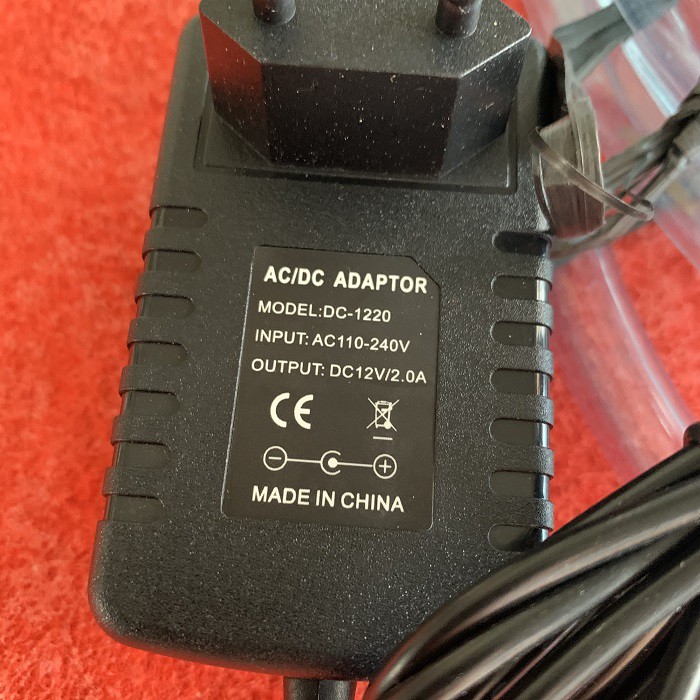 AC/DC ADAPTOR
MODEL:DC-1220
INPUT: AC110-240V
OUTPUT: DC12V/2.0A
CE
MADE IN CHINA